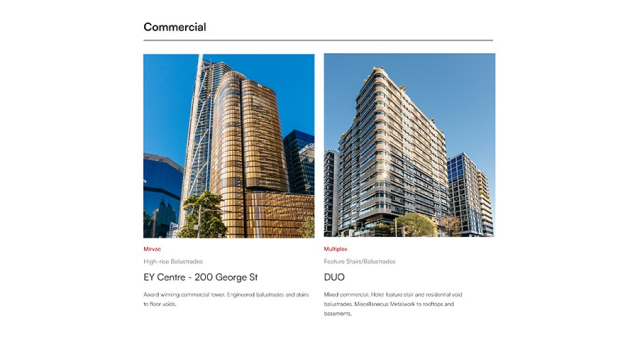 Commercial
Mirvac
High-rise Balustrades
EY Centre - 200 George St
Award winning commercial tower. Engineered balustrades and stairs
to floor voids.
Multiplex
Feature Stairs/Balustrades
DUO
Mixed commercial. Hotel feature stair and residential void
balustrades. Miscellaneous Metalwork to rooftops and
basements.